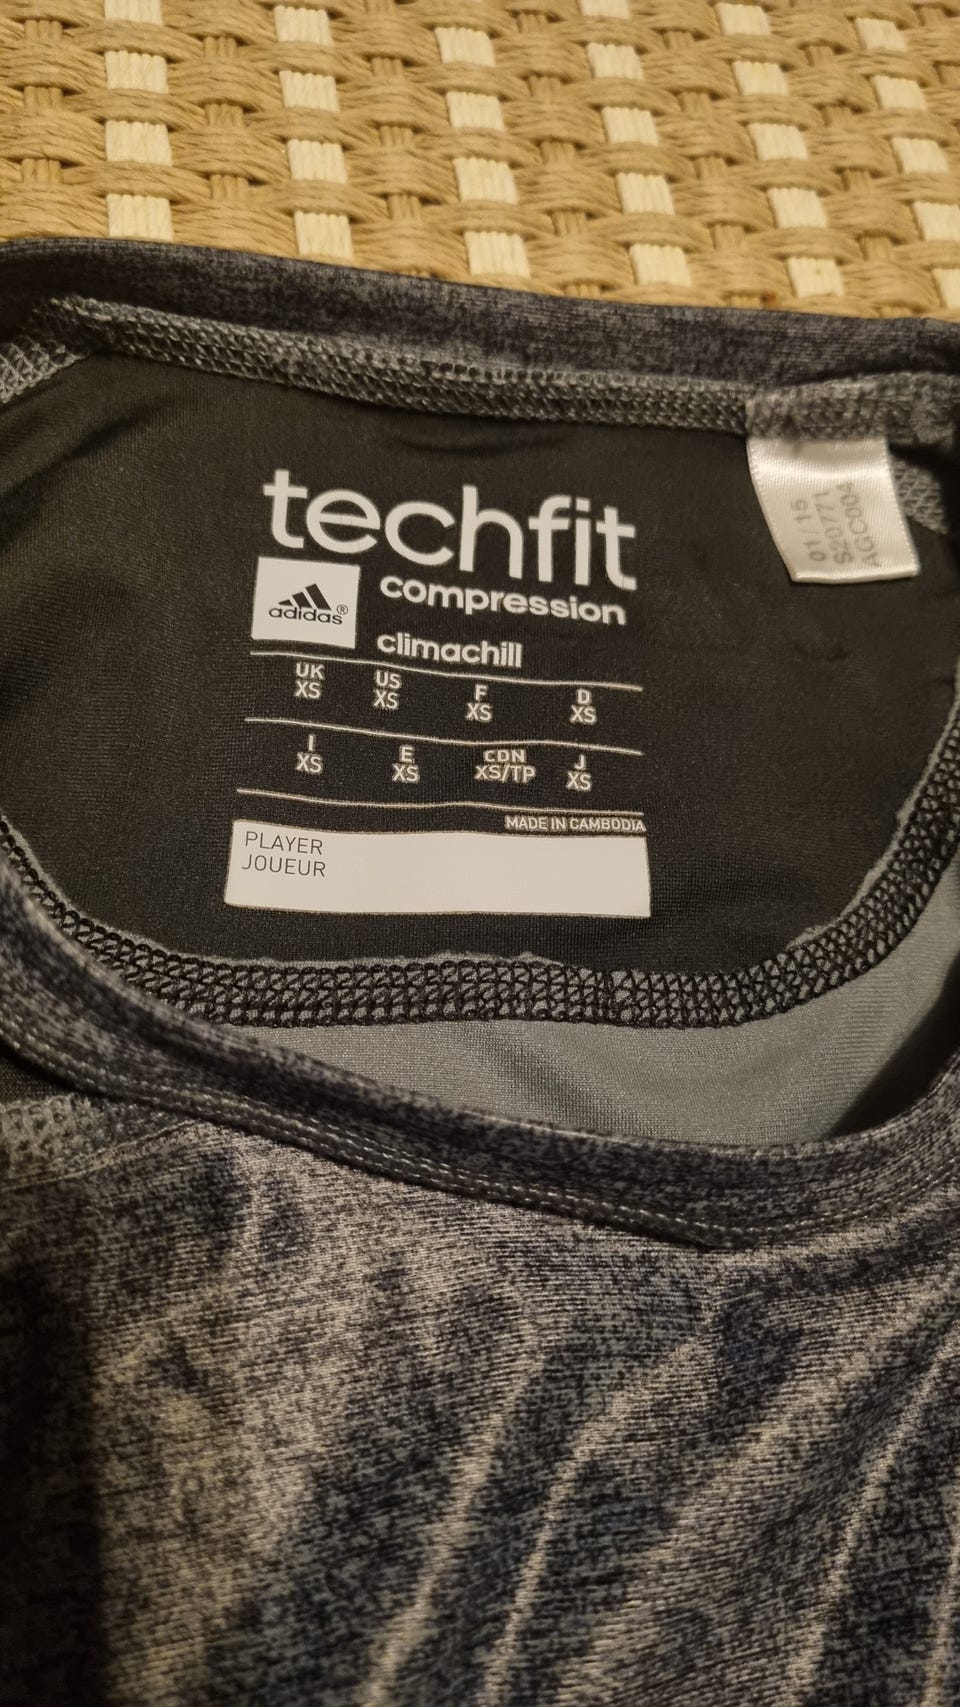 techfit
adidas®
compression
climachill
UK US F D
XS XS XS XS
I E CDN J
XS XS XS/TP XS
MADE IN CAMBODIA
PLAYER
JOUEUR
01 15
S20771
AGC004